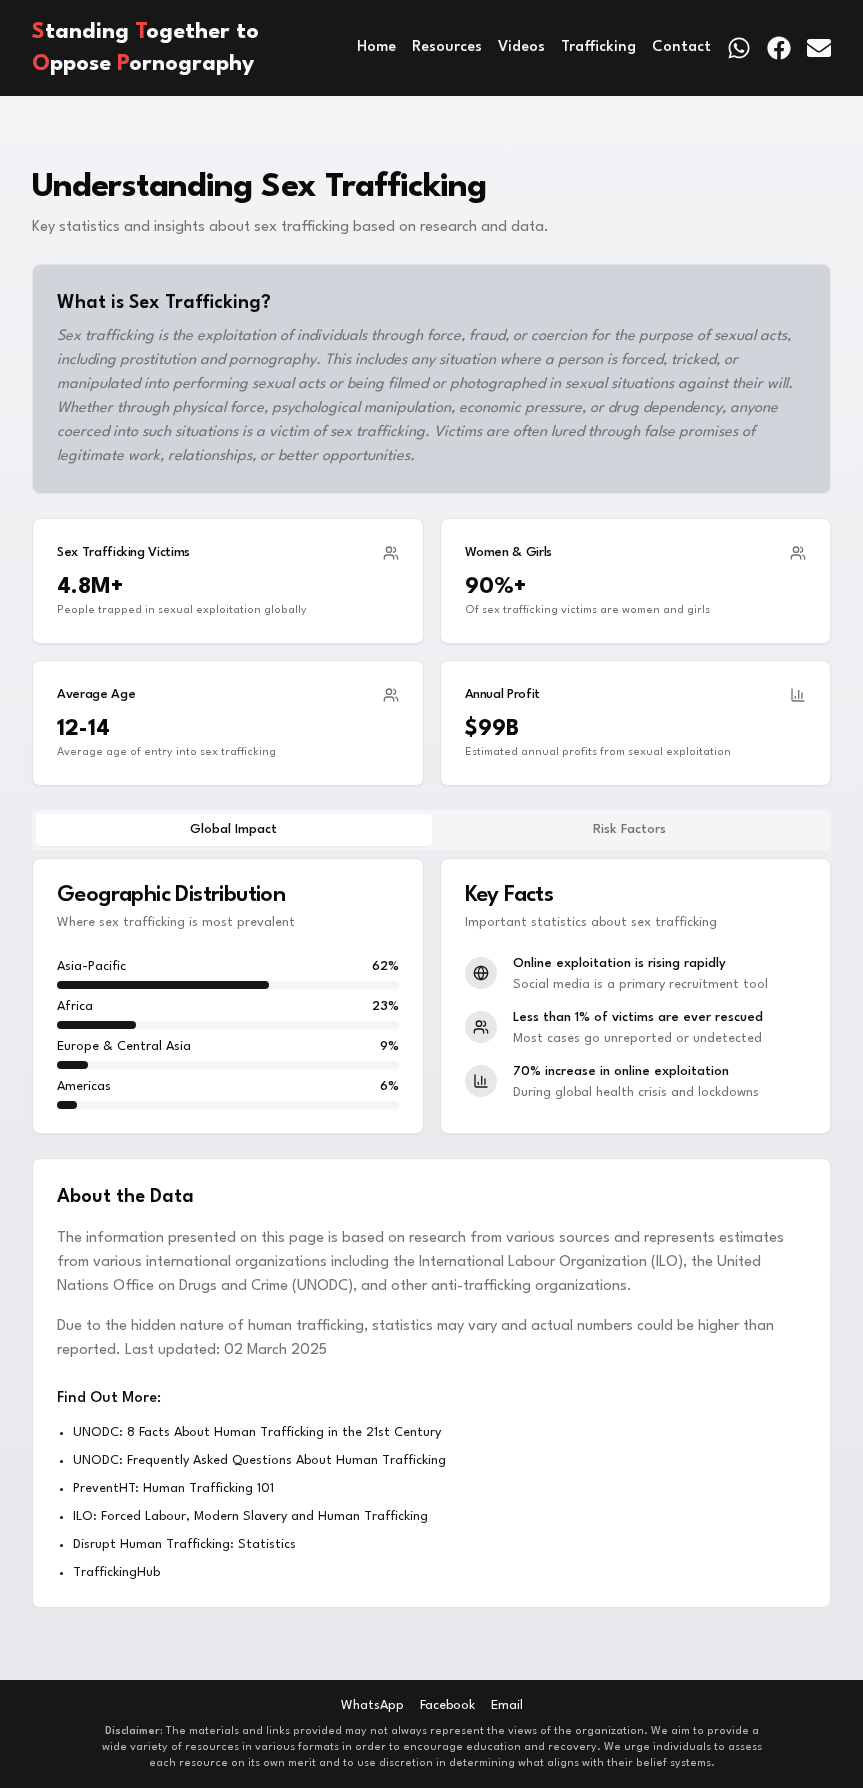 Standing Together to
Oppose Pornography
Home Resources Videos Trafficking Contact
Understanding Sex Trafficking
Key statistics and insights about sex trafficking based on research and data.
What is Sex Trafficking?
Sex trafficking is the exploitation of individuals through force, fraud, or coercion for the purpose of sexual acts,
including prostitution and pornography. This includes any situation where a person is forced, tricked, or
manipulated into performing sexual acts or being filmed or photographed in sexual situations against their will.
Whether through physical force, psychological manipulation, economic pressure, or drug dependency, anyone
coerced into such situations is a victim of sex trafficking. Victims are often lured through false promises of
legitimate work, relationships, or better opportunities.
Sex Trafficking Victims
4.8M+
People trapped in sexual exploitation globally
Women & Girls
90%+
Of sex trafficking victims are women and girls
Average Age
12-14
Average age of entry into sex trafficking
Annual Profit
$99B
Estimated annual profits from sexual exploitation
Global Impact
Risk Factors
Geographic Distribution
Where sex trafficking is most prevalent
Asia-Pacific 62%
Africa 23%
Europe & Central Asia 9%
Americas 6%
Key Facts
Important statistics about sex trafficking
Online exploitation is rising rapidly
Social media is a primary recruitment tool
Less than 1% of victims are ever rescued
Most cases go unreported or undetected
70% increase in online exploitation
During global health crisis and lockdowns
About the Data
The information presented on this page is based on research from various sources and represents estimates
from various international organizations including the International Labour Organization (ILO), the United
Nations Office on Drugs and Crime (UNODC), and other anti-trafficking organizations.
Due to the hidden nature of human trafficking, statistics may vary and actual numbers could be higher than
reported. Last updated: 02 March 2025
Find Out More:
• UNODC: 8 Facts About Human Trafficking in the 21st Century
• UNODC: Frequently Asked Questions About Human Trafficking
• PreventHT: Human Trafficking 101
• ILO: Forced Labour, Modern Slavery and Human Trafficking
• Disrupt Human Trafficking: Statistics
• TraffickingHub
WhatsApp Facebook Email
Disclaimer: The materials and links provided may not always represent the views of the organization. We aim to provide a
wide variety of resources in various formats in order to encourage education and recovery. We urge individuals to assess
each resource on its own merit and to use discretion in determining what aligns with their belief systems.